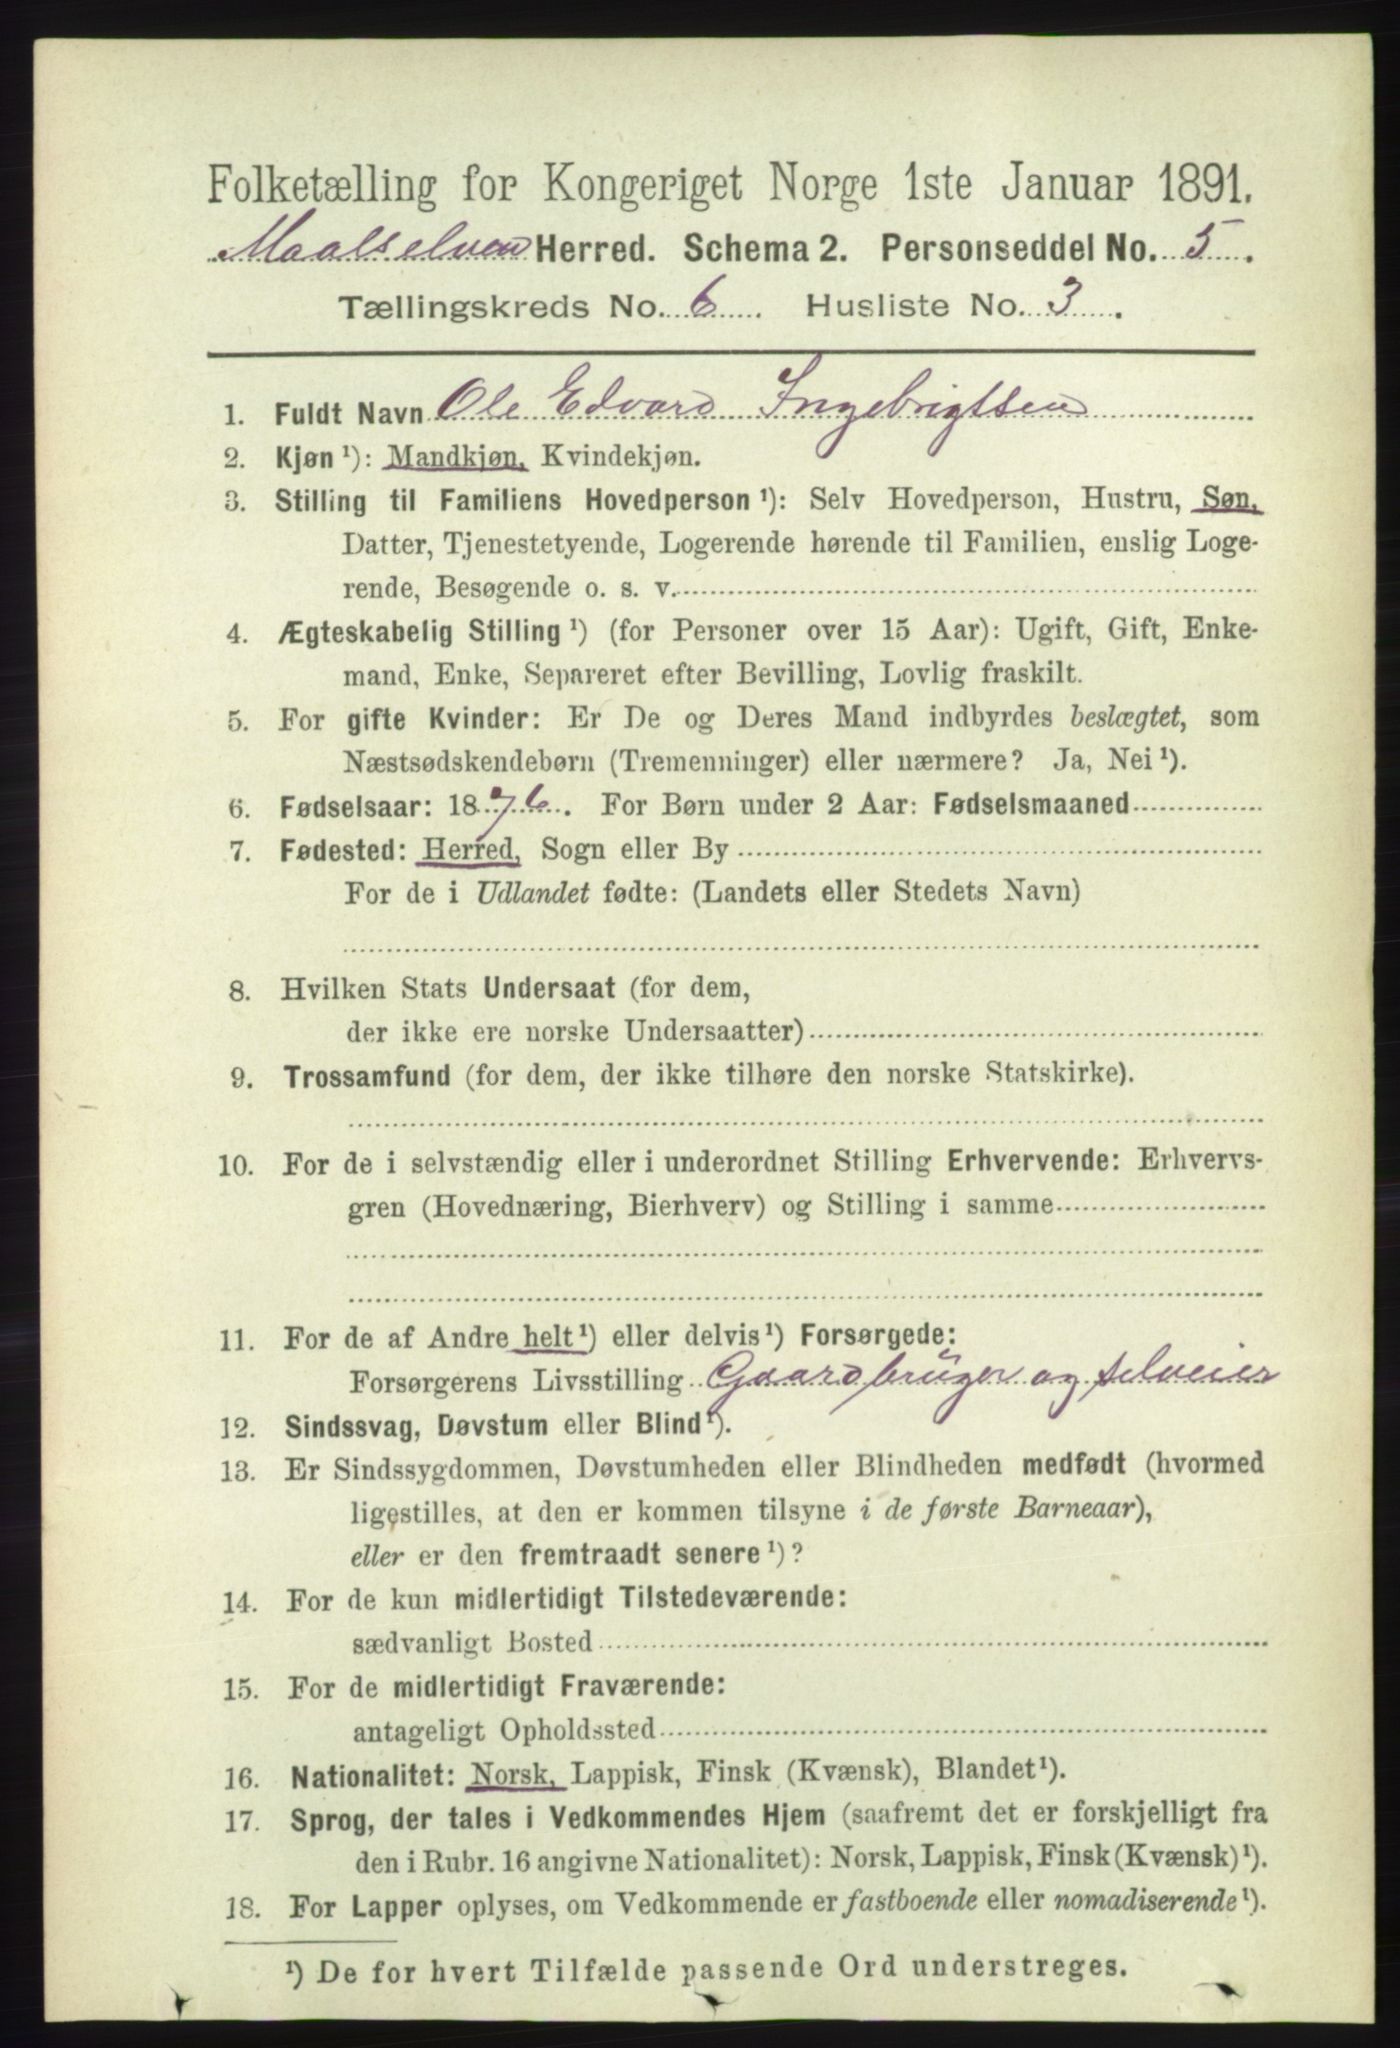 Folketælling for Kongeriget Norge 1ste Januar 1891.
Maalselven Herred. Schema 2. Personseddel No. 5.
Tællingskreds No. 6. Husliste No. 3.
1. Fuldt Navn Ole Edvard Ingebrigtsen
2. Kjøn ¹): Mandkjøn, Kvindekjøn.
3. Stilling til Familiens Hovedperson ¹): Selv Hovedperson, Hustru, Søn,
Datter, Tjenestetyende, Logerende hørende til Familien, enslig Loge-
rende, Besøgende o. s. v.
4. Ægteskabelig Stilling ¹) (for Personer over 15 Aar): Ugift, Gift, Enke-
mand, Enke, Separeret efter Bevilling, Lovlig fraskilt.
5. For gifte Kvinder: Er De og Deres Mand indbyrdes beslægtet, som
Næstsødskendebørn (Tremenninger) eller nærmere? Ja, Nei ¹).
6. Fødselsaar: 1876. For Børn under 2 Aar: Fødselsmaaned
7. Fødested: Herred, Sogn eller By
For de i Udlandet fødte: (Landets eller Stedets Navn)
8. Hvilken Stats Undersaat (for dem,
der ikke ere norske Undersaatter)
9. Trossamfund (for dem, der ikke tilhøre den norske Statskirke).
10. For de i selvstændig eller i underordnet Stilling Erhvervende: Erhvervs-
gren (Hovednæring, Bierhverv) og Stilling i samme
11. For de af Andre helt ¹) eller delvis ¹) Forsørgede:
Forsørgerens Livsstilling Gaardbrüger og selveier
12. Sindssvag, Døvstum eller Blind ¹).
13. Er Sindssygdommen, Døvstumheden eller Blindheden medfødt (hvormed
ligestilles, at den er kommen tilsyne i de første Barneaar),
eller er den fremtraadt senere ¹)?
14. For de kun midlertidigt Tilstedeværende:
sædvanligt Bosted
15. For de midlertidigt Fraværende:
antageligt Opholdssted
16. Nationalitet: Norsk, Lappisk, Finsk (Kvænsk), Blandet ¹).
17. Sprog, der tales i Vedkommendes Hjem (saafremt det er forskjelligt fra
den i Rubr. 16 angivne Nationalitet): Norsk, Lappisk, Finsk (Kvænsk) ¹).
18. For Lapper oplyses, om Vedkommende er fastboende eller nomadiserende ¹).
¹) De for hvert Tilfælde passende Ord understreges.